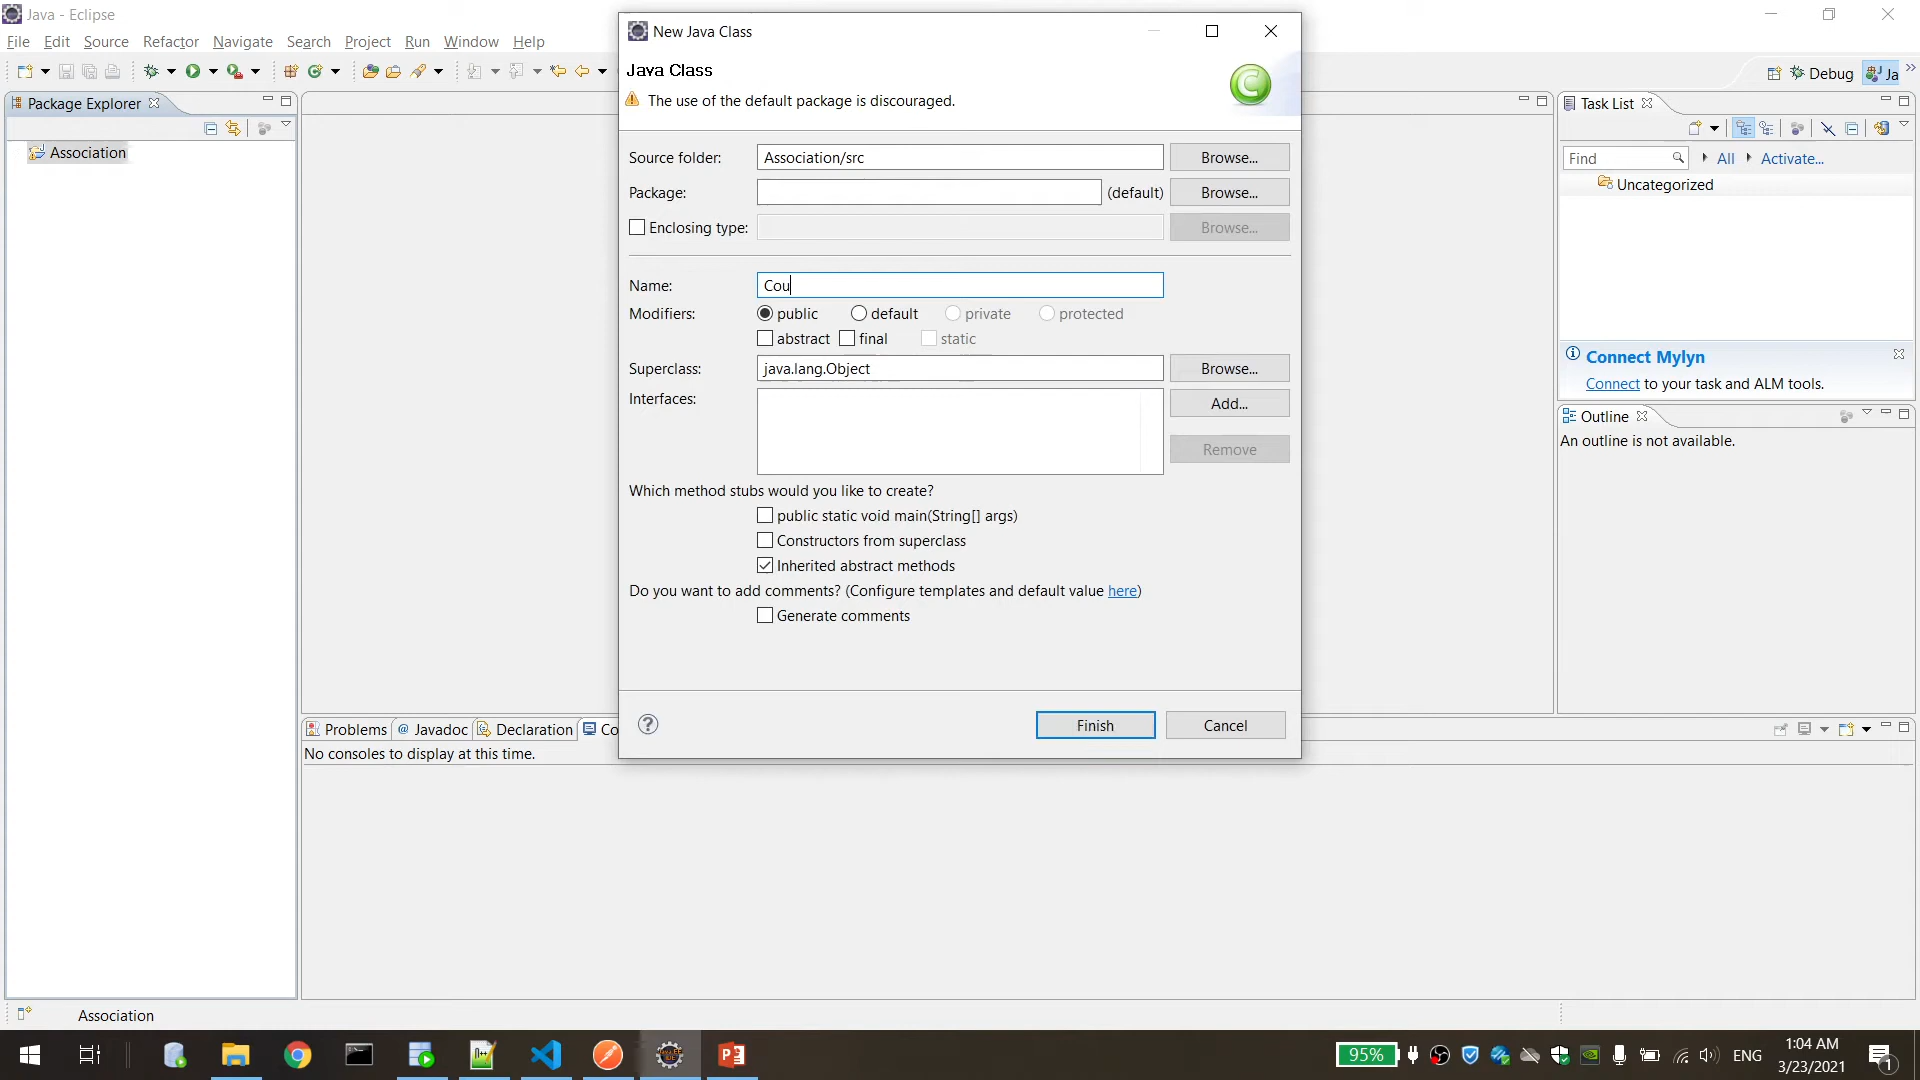 Java - Eclipse
File Edit Source Refactor Navigate Search Project Run Window Help
Debug
Ja
Package Explorer
Association
New Java Class
Java Class
The use of the default package is discouraged.
Source folder: Association/src Browse...
Package: (default) Browse...
Enclosing type: Browse...
Name: Cou
Modifiers: public default private protected
abstract final static
Superclass: java.lang.Object Browse...
Interfaces: Add...
Remove
Which method stubs would you like to create?
public static void main(String[] args)
Constructors from superclass
Inherited abstract methods
Do you want to add comments? (Configure templates and default value here)
Generate comments
Finish Cancel
Task List
Find All Activate...
Uncategorized
Connect Mylyn
Connect to your task and ALM tools.
Outline
An outline is not available.
Problems @ Javadoc Declaration Co
No consoles to display at this time.
Association
95% ENG 1:04 AM
3/23/2021
1